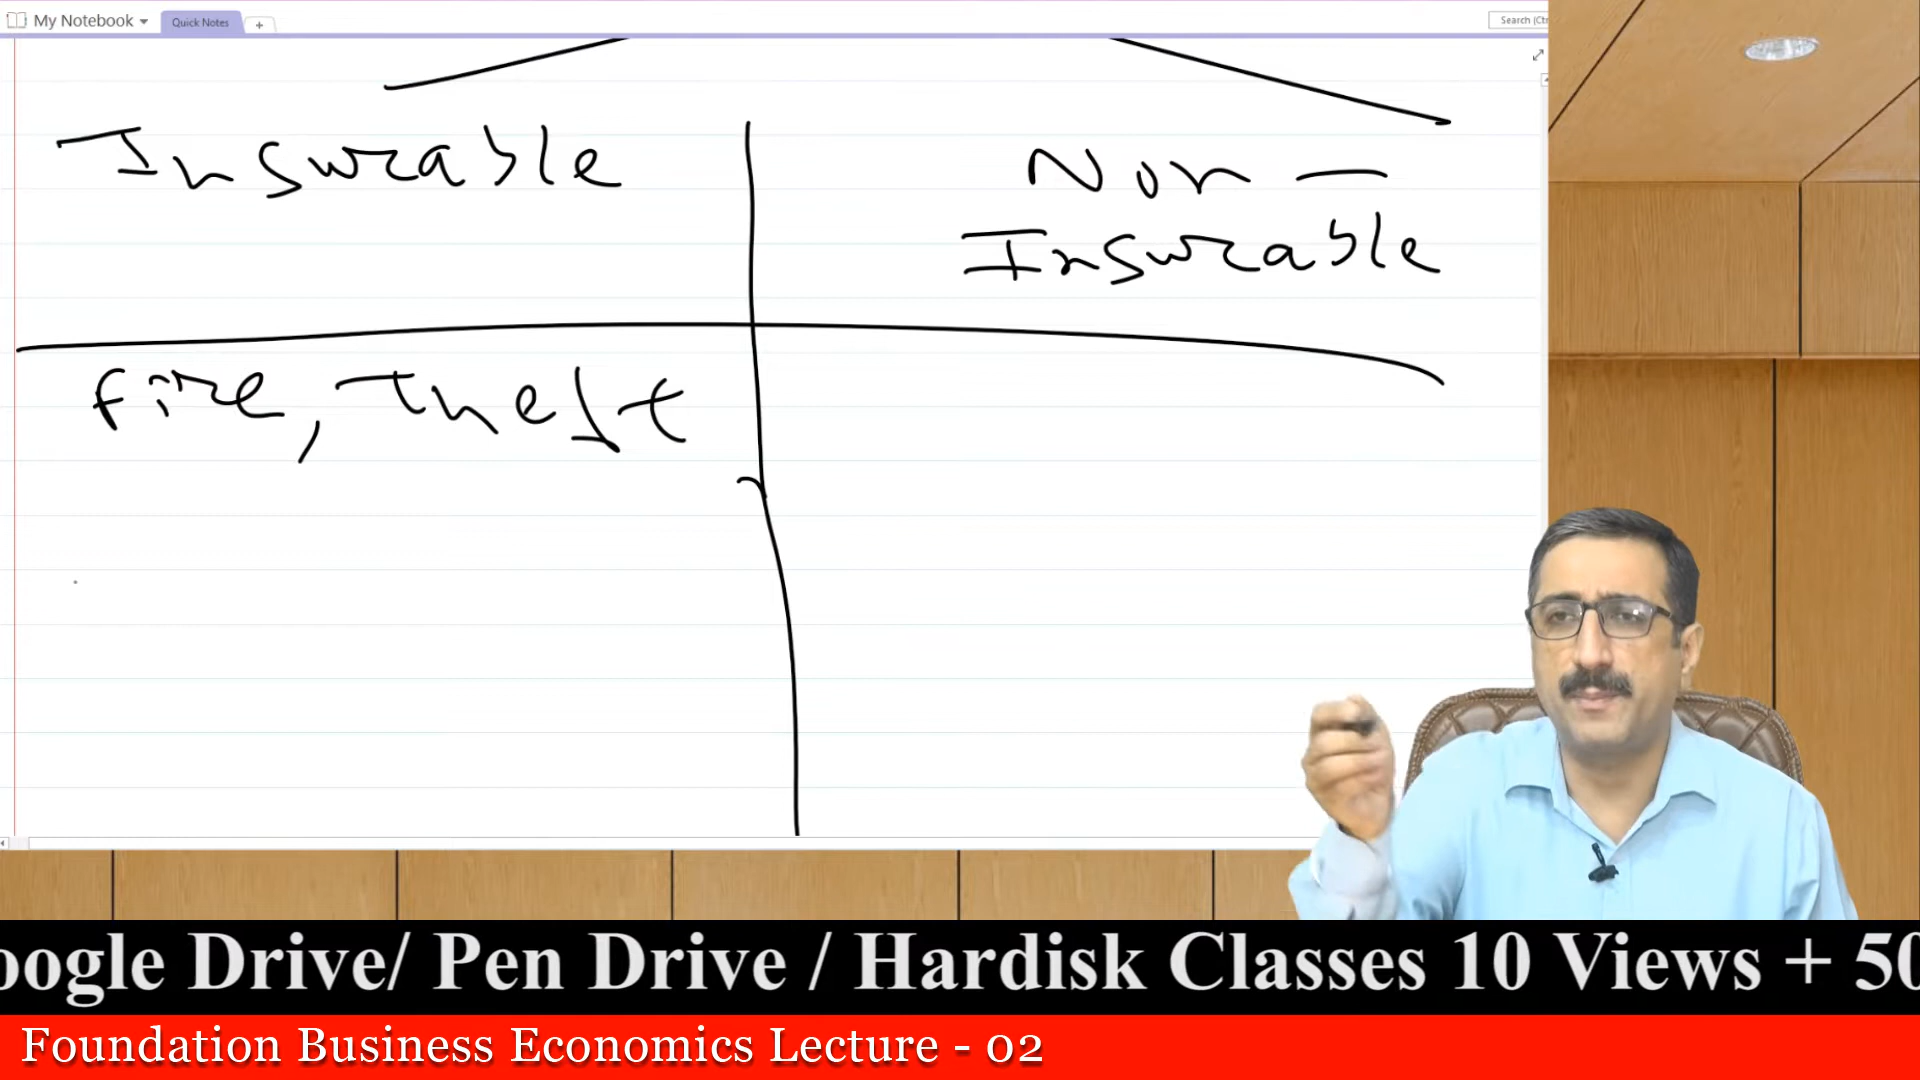 My Notebook
Quick Notes
+
Search (Ctr
Insurable
Non -
Insurable
fire, Theft
oogle Drive/ Pen Drive / Hardisk Classes 10 Views + 50
Foundation Business Economics Lecture - 02